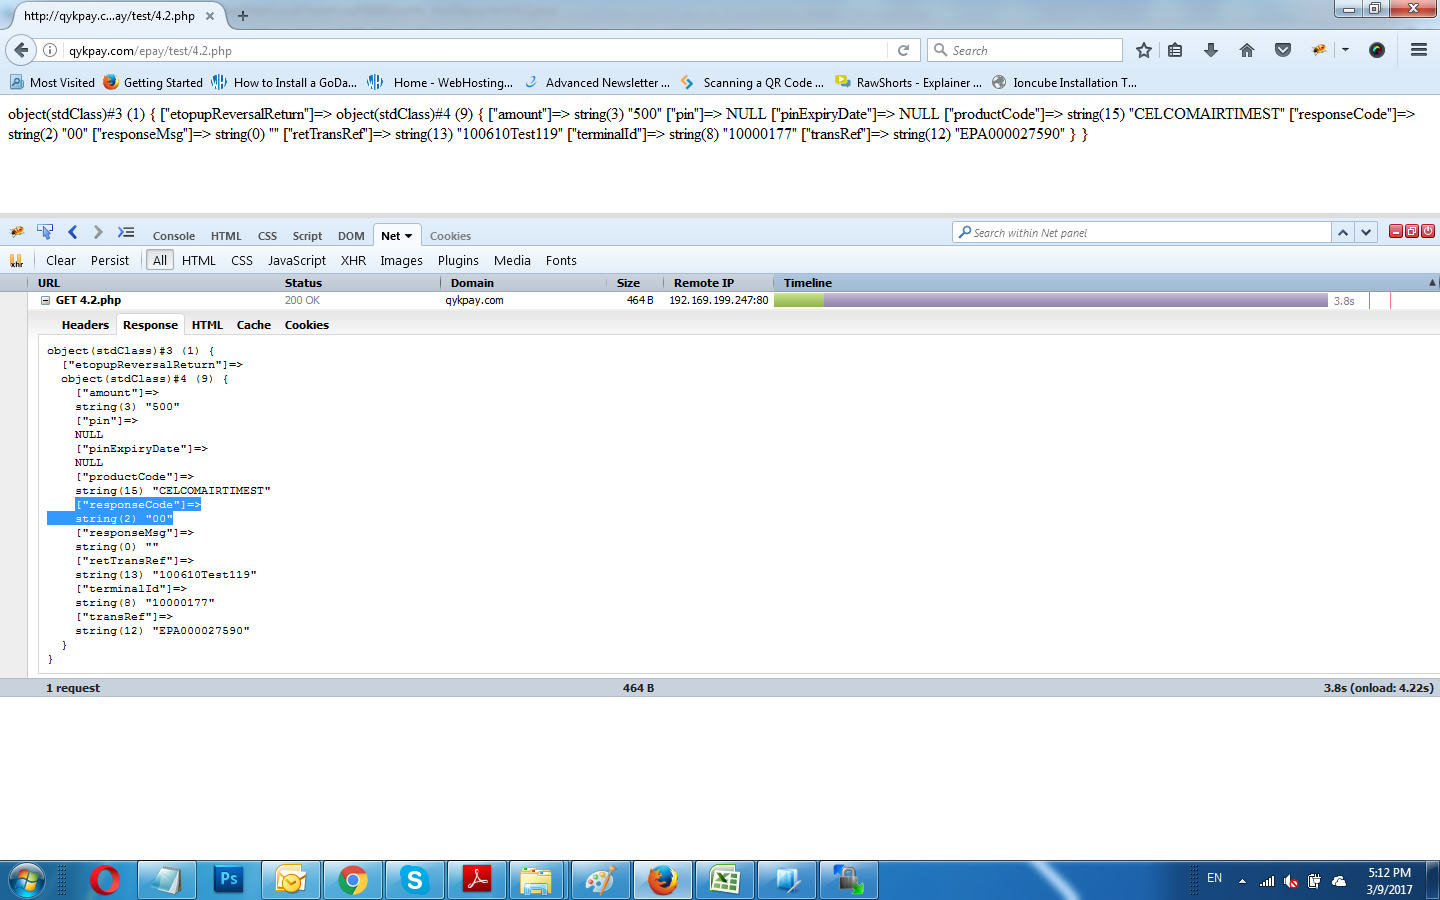 http://qykpay.c...ay/test/4.2.php
qykpay.com/epay/test/4.2.php
Search
Most Visited Getting Started How to Install a GoDa... Home - WebHosting... Advanced Newsletter ... Scanning a QR Code ... RawShorts - Explainer ... Ioncube Installation T...
object(stdClass)#3 (1) { ["etopupReversalReturn"]=> object(stdClass)#4 (9) { ["amount"]=> string(3) "500" ["pin"]=> NULL ["pinExpiryDate"]=> NULL ["productCode"]=> string(15) "CELCOMAIRTIMEST" ["responseCode"]=>
string(2) "00" ["responseMsg"]=> string(0) "" ["retTransRef"]=> string(13) "100610Test119" ["terminalId"]=> string(8) "10000177" ["transRef"]=> string(12) "EPA000027590" } }
Console HTML CSS Script DOM Net Cookies
Search within Net panel
xhr Clear Persist All HTML CSS JavaScript XHR Images Plugins Media Fonts
URL Status Domain Size Remote IP Timeline
GET 4.2.php 200 OK qykpay.com 464 B 192.169.199.247:80 3.8s
Headers Response HTML Cache Cookies
object(stdClass)#3 (1) {
["etopupReversalReturn"]=>
object(stdClass)#4 (9) {
["amount"]=>
string(3) "500"
["pin"]=>
NULL
["pinExpiryDate"]=>
NULL
["productCode"]=>
string(15) "CELCOMAIRTIMEST"
["responseCode"]=>
string(2) "00"
["responseMsg"]=>
string(0) ""
["retTransRef"]=>
string(13) "100610Test119"
["terminalId"]=>
string(8) "10000177"
["transRef"]=>
string(12) "EPA000027590"
}
}
1 request 464 B 3.8s (onload: 4.22s)
Ps
EN
5:12 PM
3/9/2017